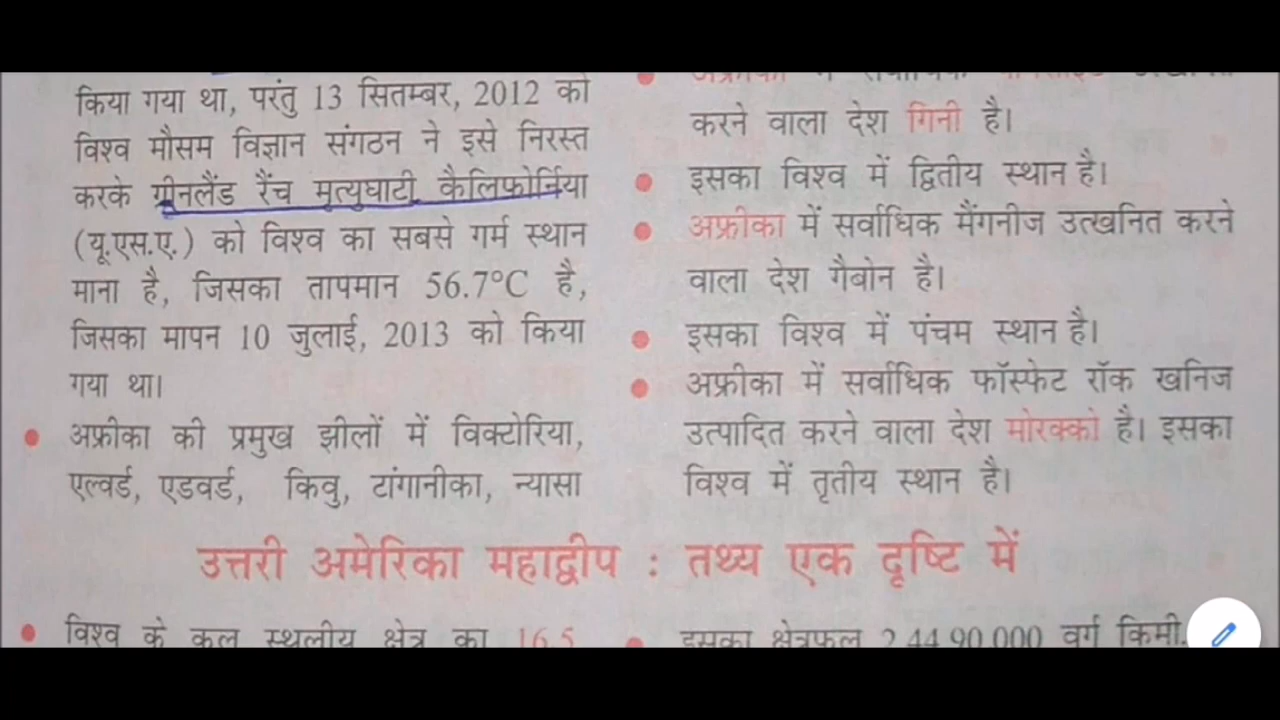 किया गया था, परंतु 13 सितम्बर, 2012 को
विश्व मौसम विज्ञान संगठन ने इसे निरस्त
करके ग्रीनलैंड रैंच मृत्युघाटी कैलिफोर्निया
(यू.एस.ए.) को विश्व का सबसे गर्म स्थान
माना है, जिसका तापमान 56.7°C है,
जिसका मापन 10 जुलाई, 2013 को किया
गया था।
• अफ्रीका की प्रमुख झीलों में विक्टोरिया,
एल्वर्ड, एडवर्ड, किवु, टांगानीका, न्यासा
करने वाला देश गिनी है।
• इसका विश्व में द्वितीय स्थान है।
• अफ्रीका में सर्वाधिक मैंगनीज उत्खनित करने
वाला देश गैबोन है।
• इसका विश्व में पंचम स्थान है।
• अफ्रीका में सर्वाधिक फॉस्फेट रॉक खनिज
उत्पादित करने वाला देश मोरक्को है। इसका
विश्व में तृतीय स्थान है।
उत्तरी अमेरिका महाद्वीप : तथ्य एक दृष्टि में
• विश्व के कुल स्थलीय क्षेत्र का 16.5
• इसका क्षेत्रफल 2,44,90,000 वर्ग किमी.